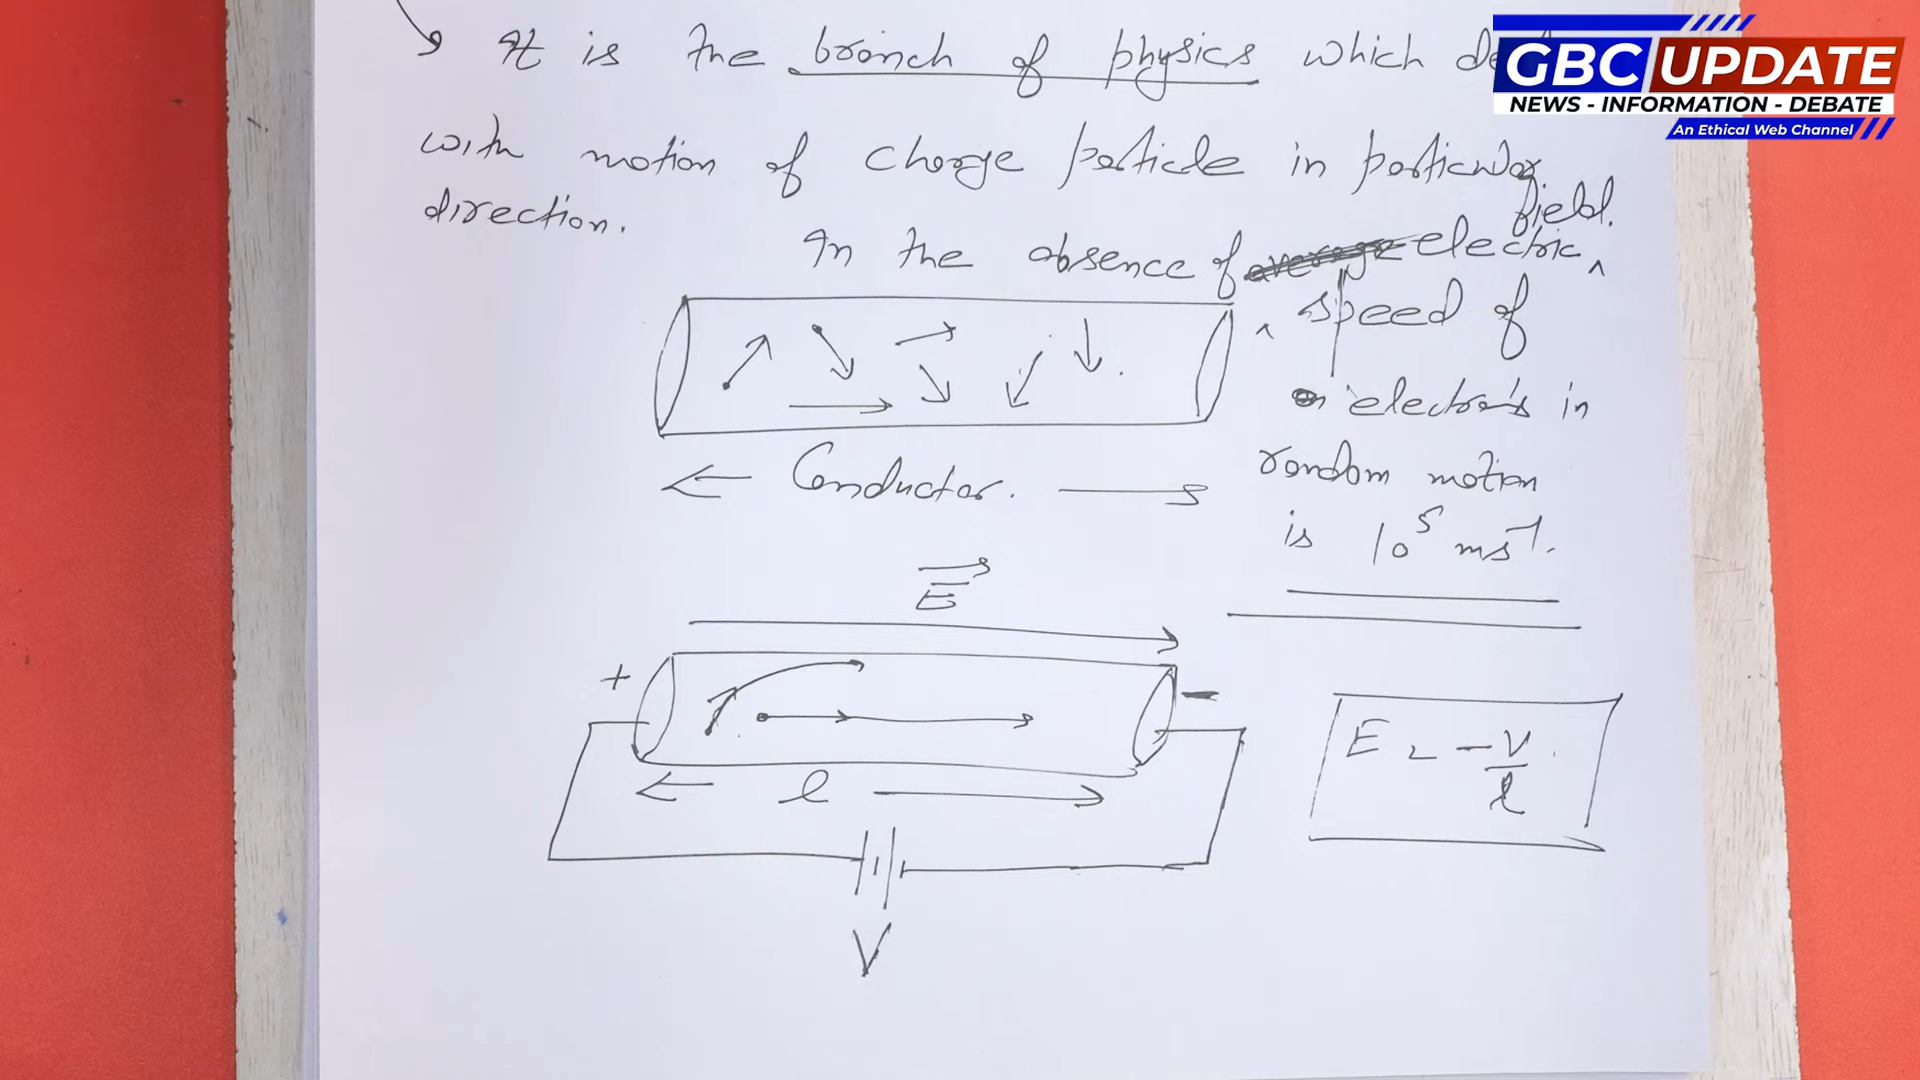 It is the branch of physics which
GBC UPDATE
NEWS - INFORMATION - DEBATE
An Ethical Web Channel
with motion of charge particle in particular
direction.
In the absence of electric field.
speed of
electrons in
random motion
is 10⁵ ms⁻¹.
Conductor.
E
+ -
l
E = -V/l
V